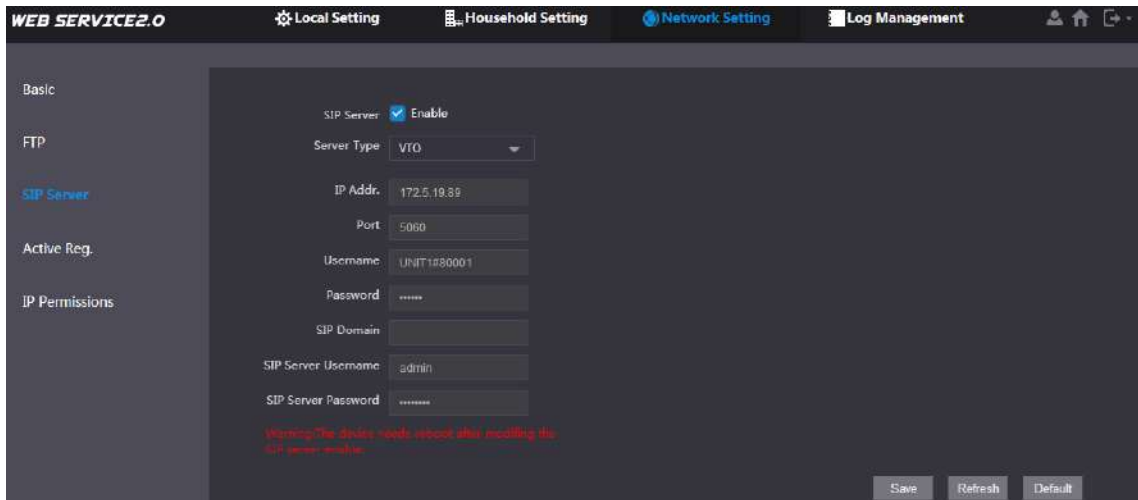 WEB SERVICE2.0 Local Setting Household Setting Network Setting Log Management
Basic
FTP
SIP Server
Active Reg.
IP Permissions
SIP Server Enable
Server Type VTO
IP Addr. 172.5.19.89
Port 5060
Username UNIT1#80001
Password ••••••
SIP Domain
SIP Server Username admin
SIP Server Password ••••••••
Warning:The device needs reboot after modifing the
SIP server enable.
Save Refresh Default